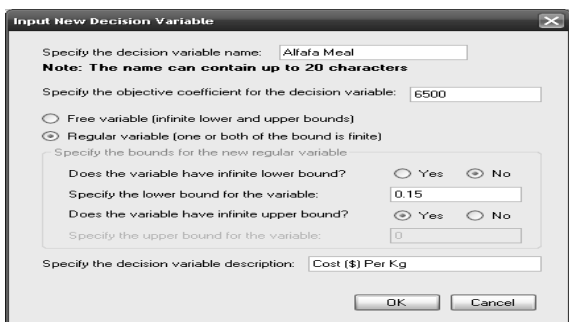 Input New Decision Variable
Specify the decision variable name: Alfafa Meal
Note: The name can contain up to 20 characters
Specify the objective coefficient for the decision variable: 6500
Free variable (infinite lower and upper bounds)
Regular variable (one or both of the bound is finite)
Specify the bounds for the new regular variable
Does the variable have infinite lower bound? Yes No
Specify the lower bound for the variable: 0.15
Does the variable have infinite upper bound? Yes No
Specify the upper bound for the variable: 0
Specify the decision variable description: Cost ($) Per Kg
OK Cancel